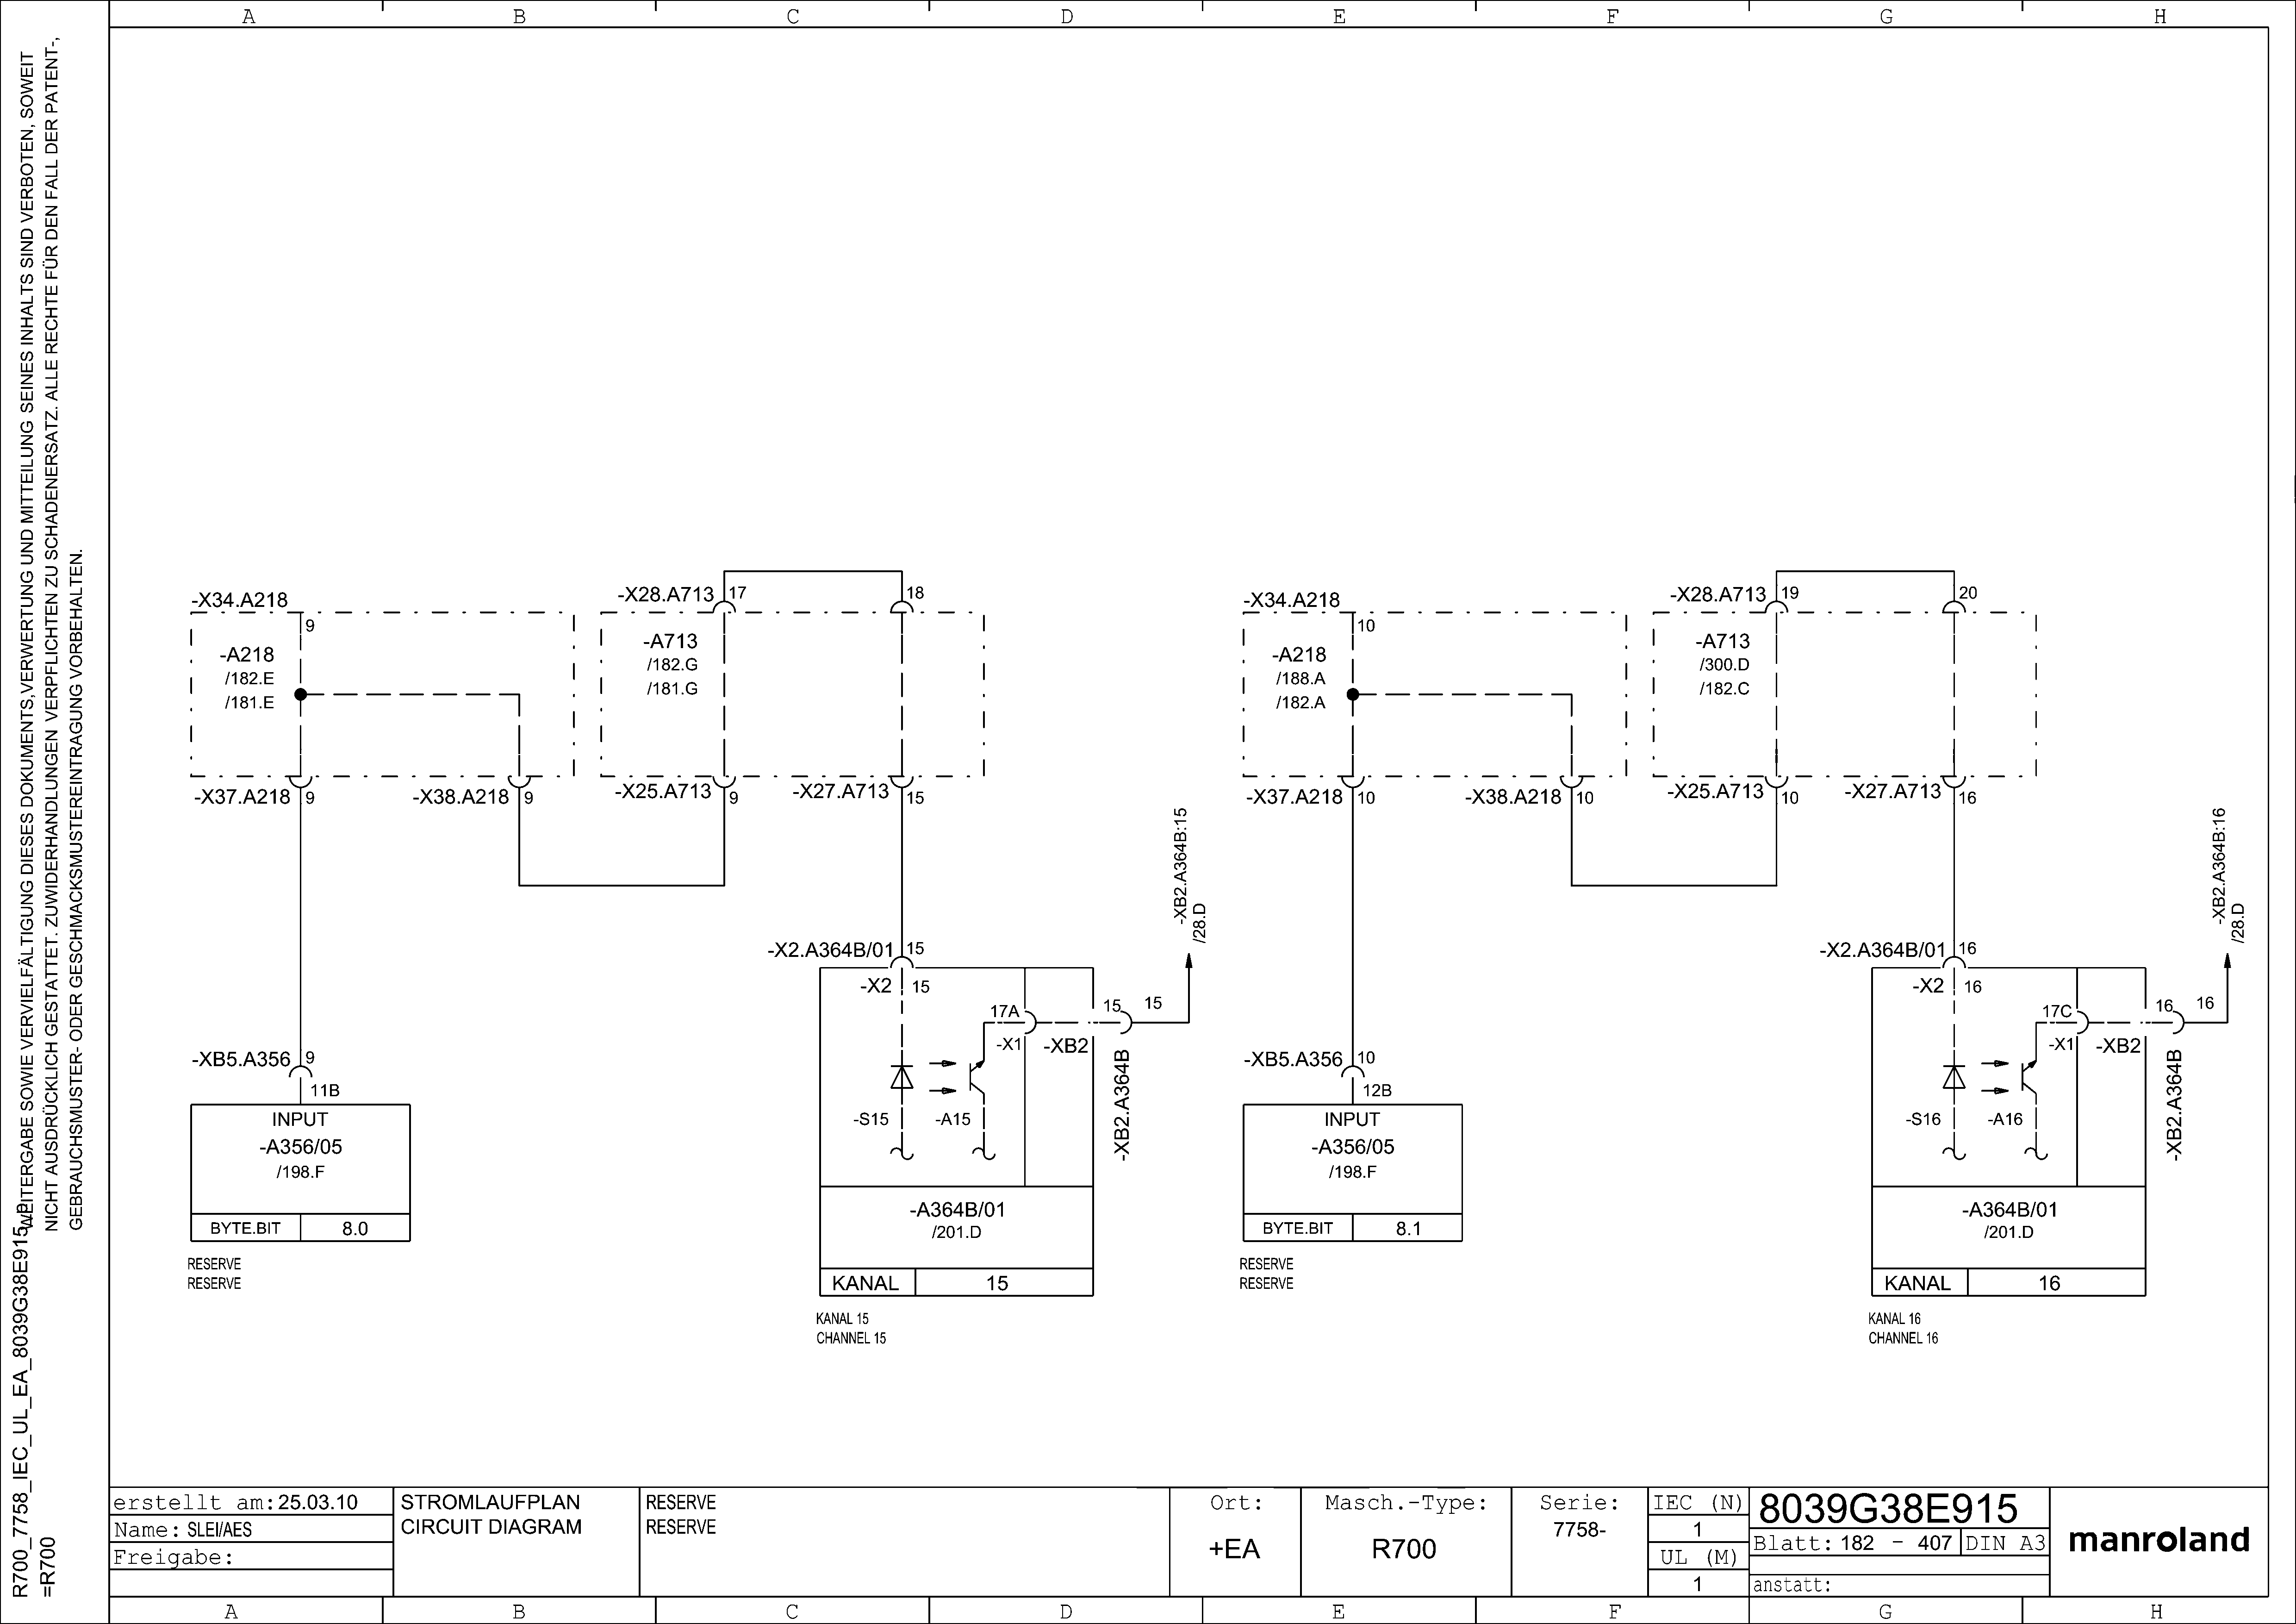 A B C D E F G H
WEITERGABE SOWIE VERVIELFÄLTIGUNG DIESES DOKUMENTS,VERWERTUNG UND MITTEILUNG SEINES INHALTS SIND VERBOTEN, SOWEIT
NICHT AUSDRÜCKLICH GESTATTET. ZUWIDERHANDLUNGEN VERPFLICHTEN ZU SCHADENERSATZ. ALLE RECHTE FÜR DEN FALL DER PATENT-,
GEBRAUCHSMUSTER- ODER GESCHMACKSMUSTEREINTRAGUNG VORBEHALTEN.
=R700
-X34.A218
9
-A218
/182.E
/181.E
-X37.A218 9
-X38.A218 9
-X28.A713 17
18
-A713
/182.G
/181.G
-X25.A713 9
-X27.A713 15
-XB5.A356 9
11B
INPUT
-A356/05
/198.F
BYTE.BIT 8.0
RESERVE
RESERVE
-X2.A364B/01 15
-X2 15
17A
-X1
-XB2
15
15
-XB2.A364B:15
/28.D
-XB2.A364B
-S15
-A15
-A364B/01
/201.D
KANAL 15
KANAL 15
CHANNEL 15
-X34.A218
10
-A218
/188.A
/182.A
-X37.A218 10
-X38.A218 10
-X28.A713 19
20
-A713
/300.D
/182.C
-X25.A713 10
-X27.A713 16
-XB5.A356 10
12B
INPUT
-A356/05
/198.F
BYTE.BIT 8.1
RESERVE
RESERVE
-X2.A364B/01 16
-X2 16
17C
-X1
-XB2
16
16
-XB2.A364B:16
/28.D
-XB2.A364B
-S16
-A16
-A364B/01
/201.D
KANAL 16
KANAL 16
CHANNEL 16
erstellt am: 25.03.10
Name: SLEI/AES
Freigabe:
STROMLAUFPLAN
CIRCUIT DIAGRAM
RESERVE
RESERVE
Ort:
+EA
Masch.-Type:
R700
Serie:
7758-
IEC (N)
1
UL (M)
1
8039G38E915
Blatt: 182 - 407 DIN A3
anstatt:
manroland
A B C D E F G H